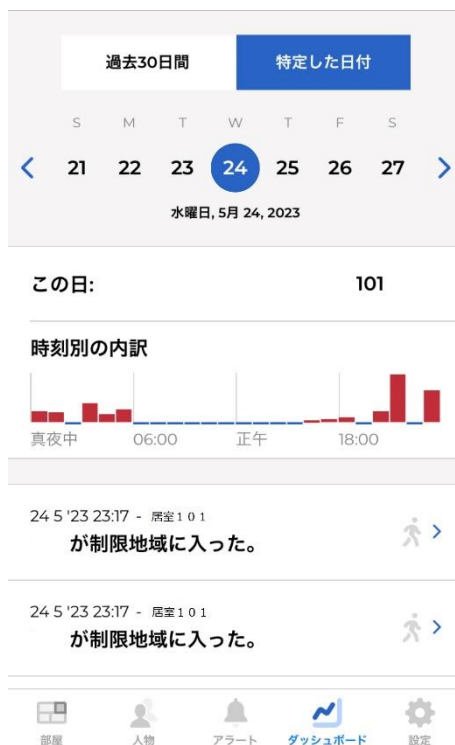 過去30日間 特定した日付
S M T W T F S
21 22 23 24 25 26 27
水曜日, 5月 24, 2023
この日: 101
時刻別の内訳
真夜中 06:00 正午 18:00
24 5 '23 23:17 - 居室１０１
が制限地域に入った。
24 5 '23 23:17 - 居室１０１
が制限地域に入った。
部屋 人物 アラート ダッシュボード 設定